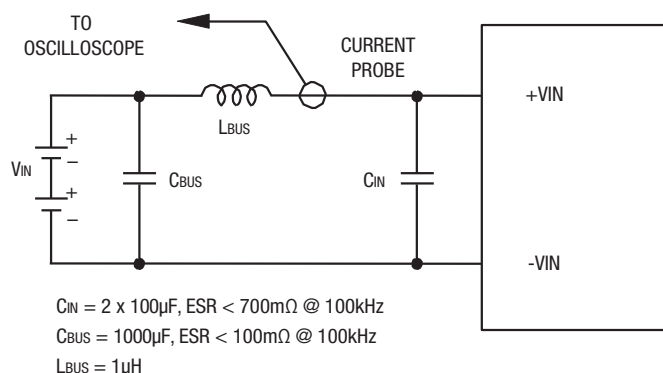 TO
OSCILLOSCOPE
CURRENT
PROBE
LBUS
+VIN
VIN
+
−
+
−
CBUS
CIN
-VIN
CIN = 2 x 100µF, ESR < 700mΩ @ 100kHz
CBUS = 1000µF, ESR < 100mΩ @ 100kHz
LBUS = 1µH